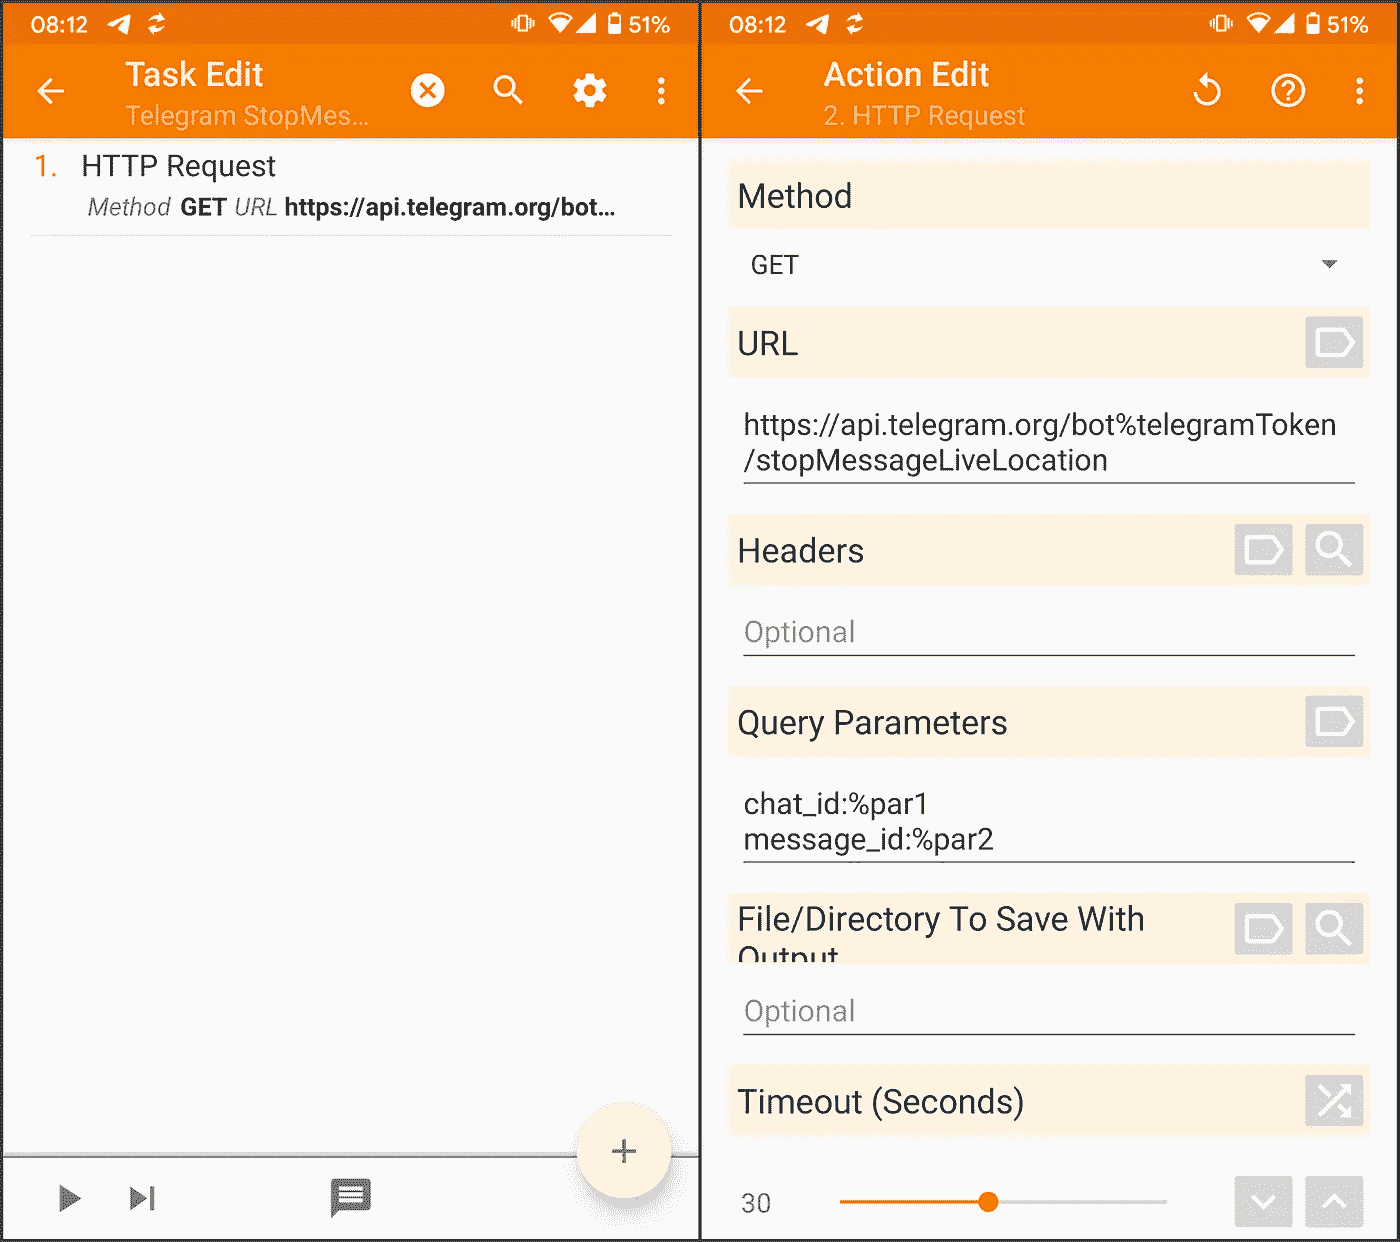 08:12
51%
Task Edit
Telegram StopMes...
1. HTTP Request
Method GET URL https://api.telegram.org/bot...
08:12
51%
Action Edit
2. HTTP Request
Method
GET
URL
https://api.telegram.org/bot%telegramToken
/stopMessageLiveLocation
Headers
Optional
Query Parameters
chat_id:%par1
message_id:%par2
File/Directory To Save With
Output
Optional
Timeout (Seconds)
30